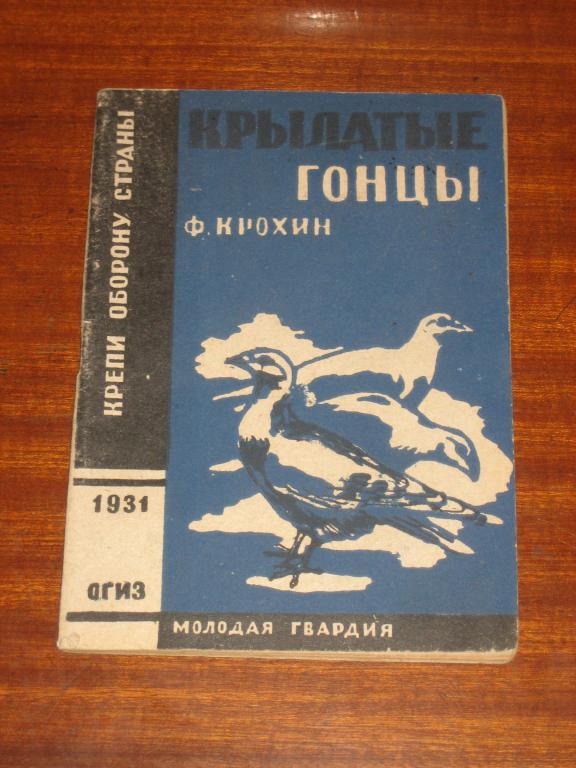 КРЫЛАТЫЕ
ГОНЦЫ
Ф. КРОХИН
КРЕПИ ОБОРОНУ СТРАНЫ
1931
ОГИЗ
МОЛОДАЯ ГВАРДИЯ